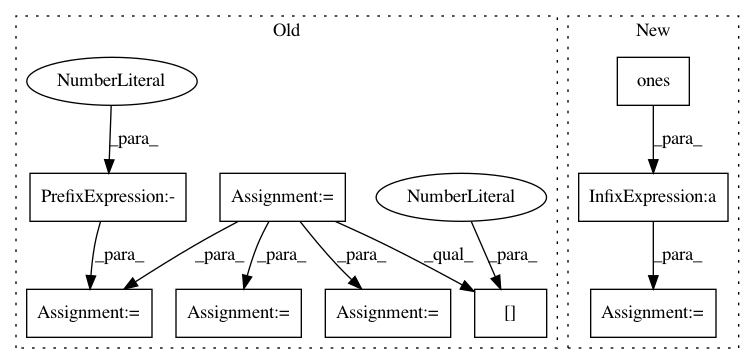 Old
New
NumberLiteral
ones
_para_
_para_
PrefixExpression:-
Assignment:=
NumberLiteral
InfixExpression:a
_para_
_para_
_para_
_para_
_qual_
_para_
_para_
Assignment:=
Assignment:=
Assignment:=
[]
Assignment:=